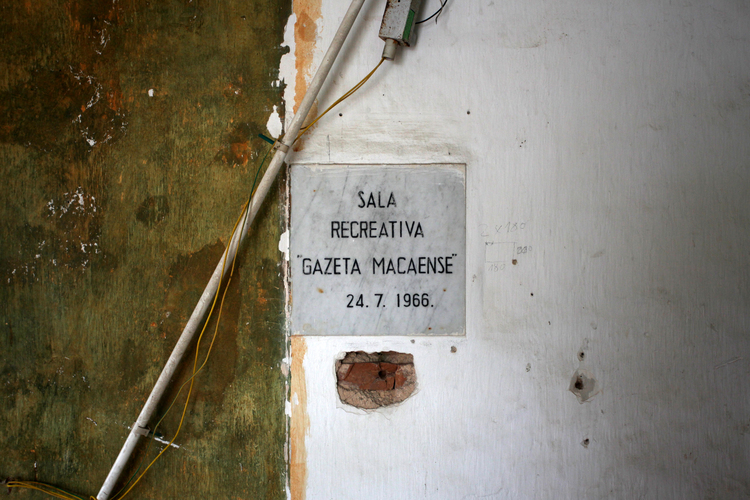 SALA
RECREATIVA
"GAZETA MACAENSE"
24. 7. 1966.